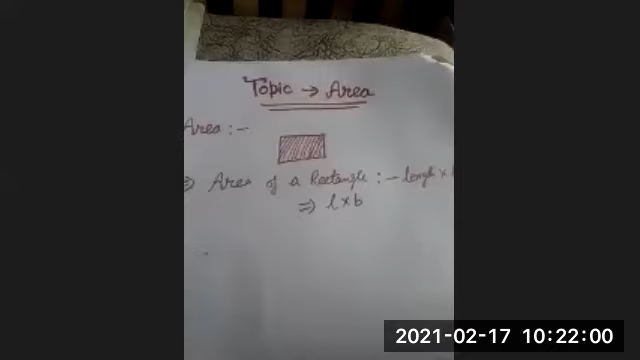 Topic → Area
Area :-
⇒ Area of a Rectangle :- length ×
⇒ l × b
2021-02-17 10:22:00